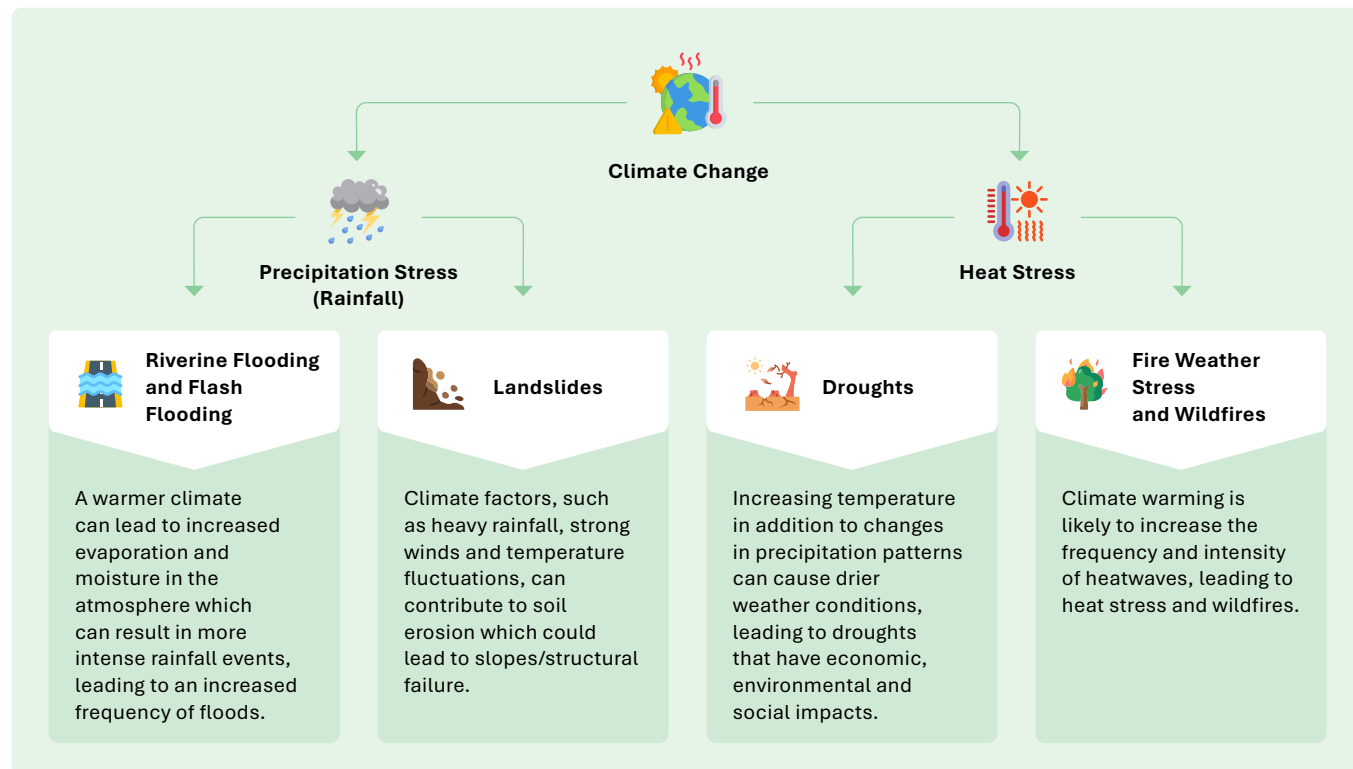 Climate Change
Precipitation Stress
(Rainfall)
Heat Stress
Riverine Flooding
and Flash
Flooding
A warmer climate
can lead to increased
evaporation and
moisture in the
atmosphere which
can result in more
intense rainfall events,
leading to an increased
frequency of floods.
Landslides
Climate factors, such
as heavy rainfall, strong
winds and temperature
fluctuations, can
contribute to soil
erosion which could
lead to slopes/structural
failure.
Droughts
Increasing temperature
in addition to changes
in precipitation patterns
can cause drier
weather conditions,
leading to droughts
that have economic,
environmental and
social impacts.
Fire Weather
Stress
and Wildfires
Climate warming is
likely to increase the
frequency and intensity
of heatwaves, leading to
heat stress and wildfires.